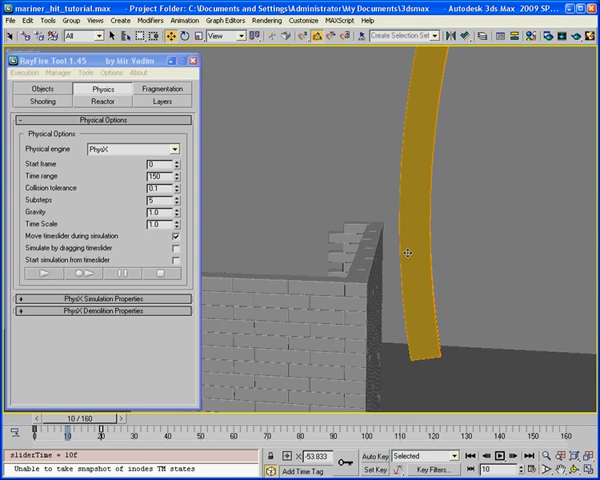 mariner_hit_tutorial.max - Project Folder: C:\Documents and Settings\Administrator\My Documents\3dsmax - Autodesk 3ds Max 2009 SP...
File Edit Tools Group Views Create Modifiers Animation Graph Editors Rendering Customize MAXScript Help
All View Create Selection Set
RayFire Tool 1.45 by Mir Vadim
Execution Manager Tools Options About
Objects Physics Fragmentation
Shooting Reactor Layers
Physical Options
Physical Options
Physical engine PhysX
Start frame 0
Time range 150
Collision tolerance 0.1
Substeps 5
Gravity 1.0
Time Scale 1.0
Move timeslider during simulation
Simulate by dragging timeslider
Start simulation from timeslider
PhysX Simulation Properties
PhysX Demolition Properties
10 / 160
0 10 20 30 40 50 60 70 80 90 100 110 120 130 140 150 160
sliderTime = 10f
Unable to take snapshot of inodes TM states
X: -53.833
Add Time Tag
Auto Key Selected
Set Key Key Filters...
10